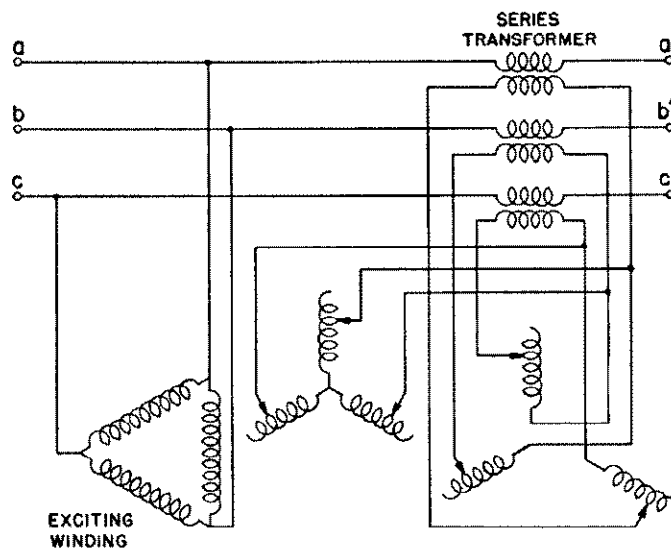 SERIES
TRANSFORMER
a
a
b
b'
c
c
EXCITING
WINDING